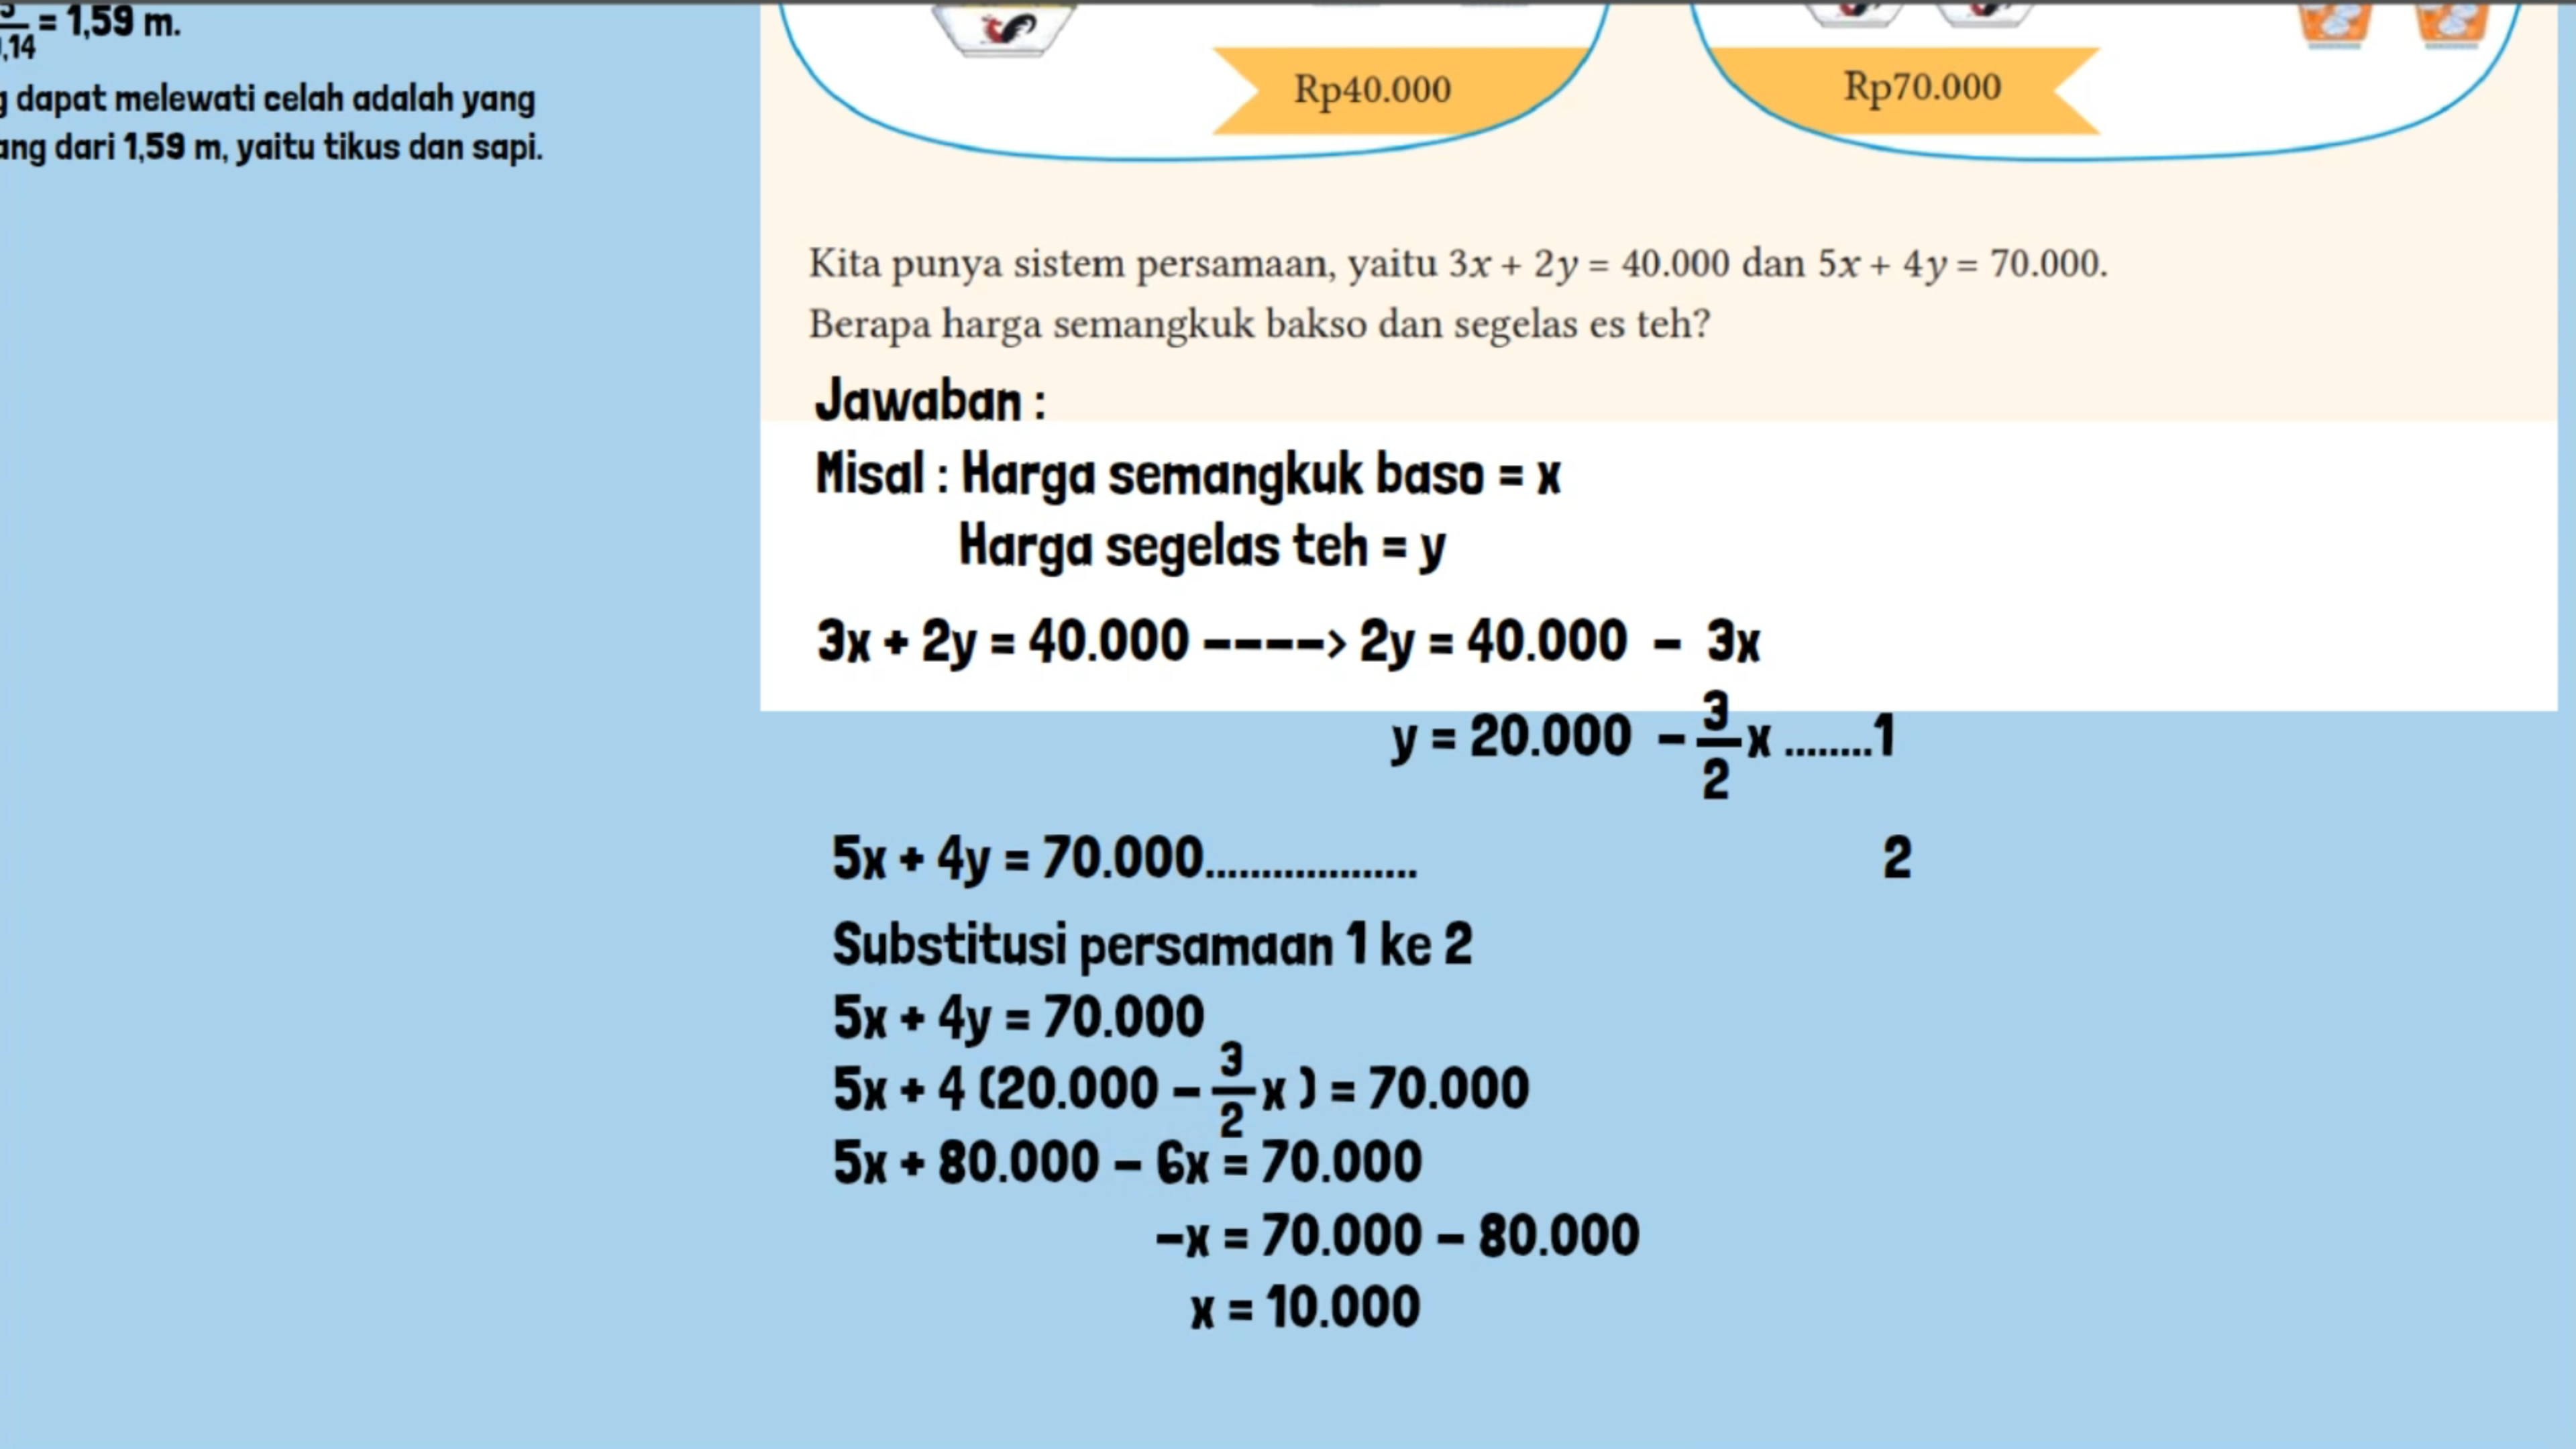 3/,14 = 1,59 m.
g dapat melewati celah adalah yang
ang dari 1,59 m, yaitu tikus dan sapi.
Rp40.000
Rp70.000
Kita punya sistem persamaan, yaitu 3x + 2y = 40.000 dan 5x + 4y = 70.000.
Berapa harga semangkuk bakso dan segelas es teh?
Jawaban :
Misal : Harga semangkuk baso = x
Harga segelas teh = y
3x + 2y = 40.000 ----> 2y = 40.000 - 3x
y = 20.000 - 3/2 x ........1
5x + 4y = 70.000................... 2
Substitusi persamaan 1 ke 2
5x + 4y = 70.000
5x + 4 (20.000 - 3/2 x ) = 70.000
5x + 80.000 - 6x = 70.000
-x = 70.000 - 80.000
x = 10.000